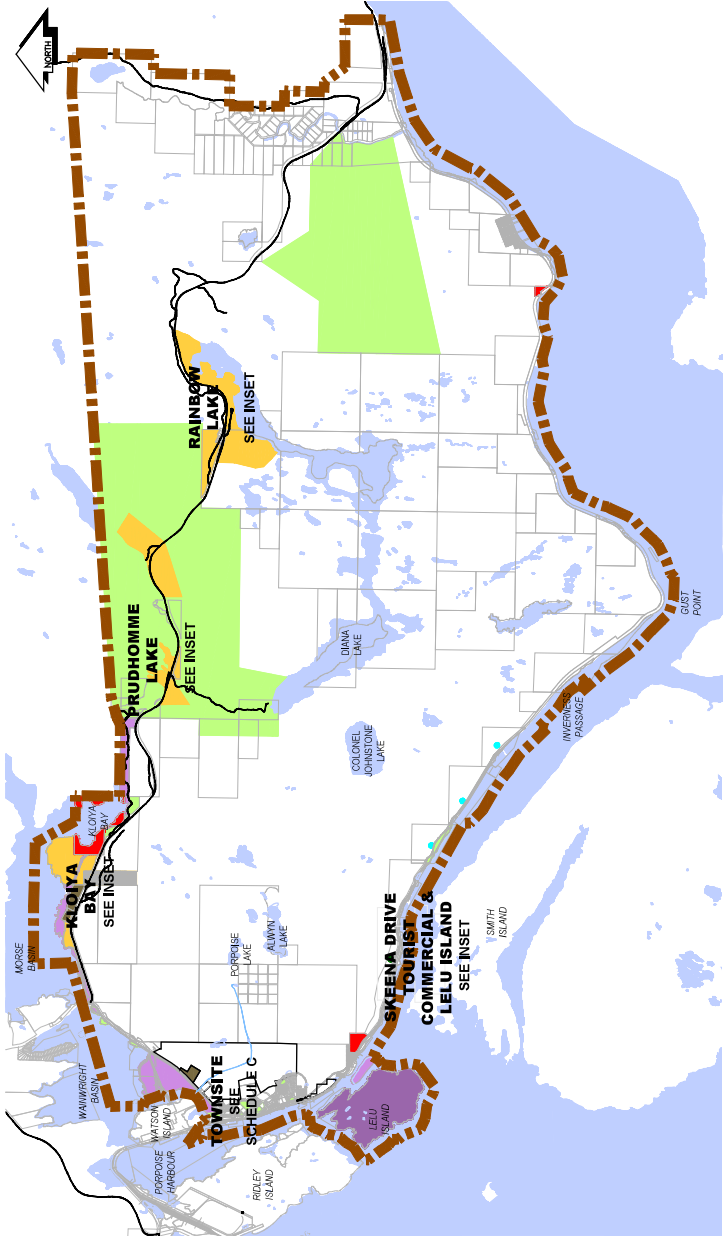 NORTH
RAINBOW
LAKE
SEE INSET
PRUDHOMME
LAKE
SEE INSET
DIANA
LAKE
GUST
POINT
INVERNESS
PASSAGE
COLONEL
JOHNSTONE
LAKE
KLOIYA
BAY
KLOIYA
BAY
SEE INSET
MORSE
BASIN
PORPOISE
LAKE
ALWYN
LAKE
SKEENA DRIVE
TOURIST
COMMERCIAL &
LELU ISLAND
SEE INSET
SMITH
ISLAND
WAINWRIGHT
BASIN
WATSON
ISLAND
TOWNSITE
SEE
SCHEDULE C
LELU
ISLAND
PORPOISE
HARBOUR
RIDLEY
ISLAND